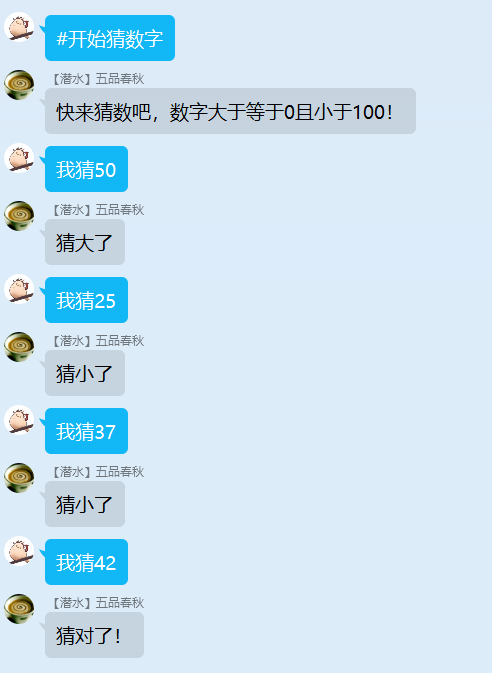 #开始猜数字
【潜水】五品春秋
快来猜数吧，数字大于等于0且小于100！
我猜50
【潜水】五品春秋
猜大了
我猜25
【潜水】五品春秋
猜小了
我猜37
【潜水】五品春秋
猜小了
我猜42
【潜水】五品春秋
猜对了！